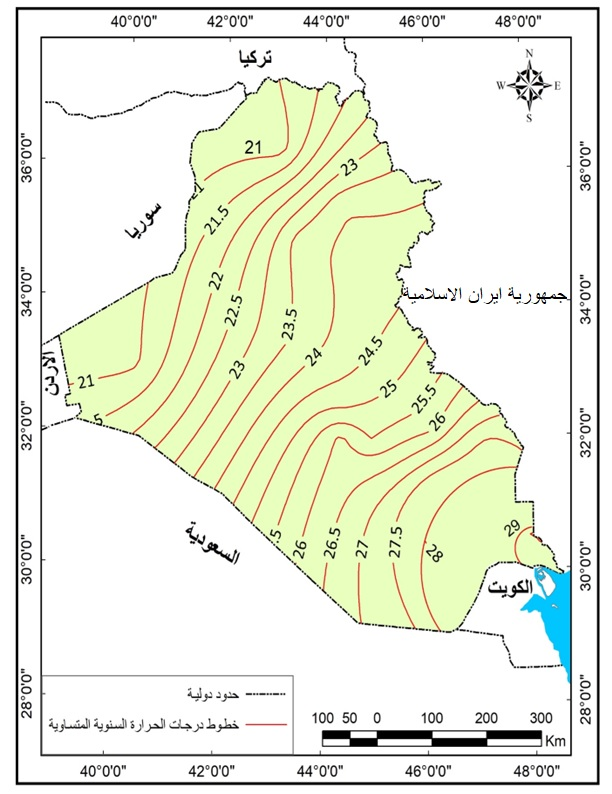 40°0'0" 42°0'0" 44°0'0" 46°0'0" 48°0'0"
تركيا
N
W E
S
36°0'0" 21 23 36°0'0"
21.5
سوريا
22
34°0'0" 22.5 23.5 جمهورية ايران الاسلامية 34°0'0"
23 24 24.5
الاردن 21 25 25.5
32°0'0" .5 26 32°0'0"
السعودية .5 26 26.5 27 27.5 28 29
30°0'0" الكويت 30°0'0"
28°0'0" حدود دولية 28°0'0"
خطوط درجات الحرارة السنوية المتساوية
100 50 0 100 200 300
Km
40°0'0" 42°0'0" 44°0'0" 46°0'0" 48°0'0"